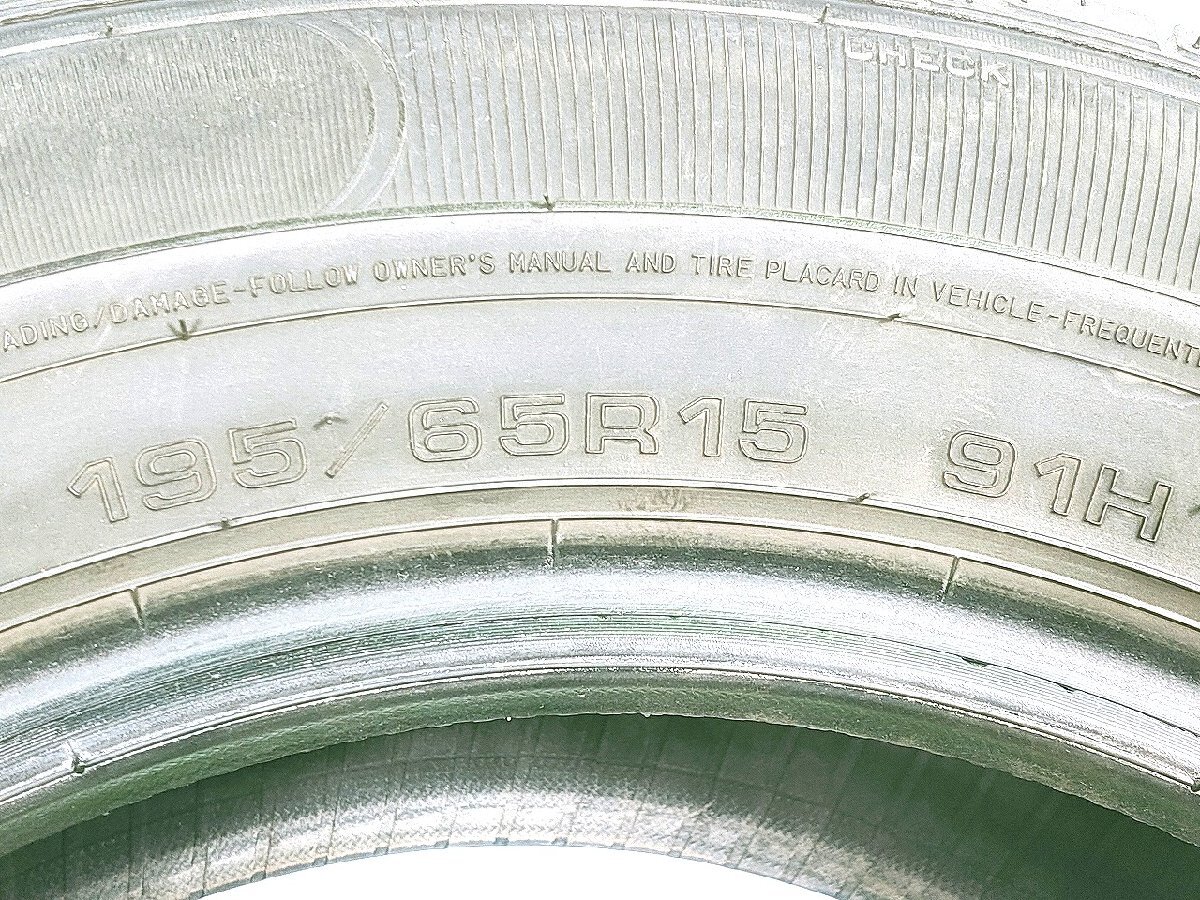 CHECK
ADING/DAMAGE-FOLLOW OWNER'S MANUAL AND TIRE PLACARD IN VEHICLE-FREQUENT
195/65R15 91H